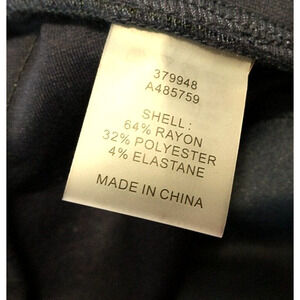 379948
A485759
SHELL:
64% RAYON
32% POLYESTER
4% ELASTANE
MADE IN CHINA